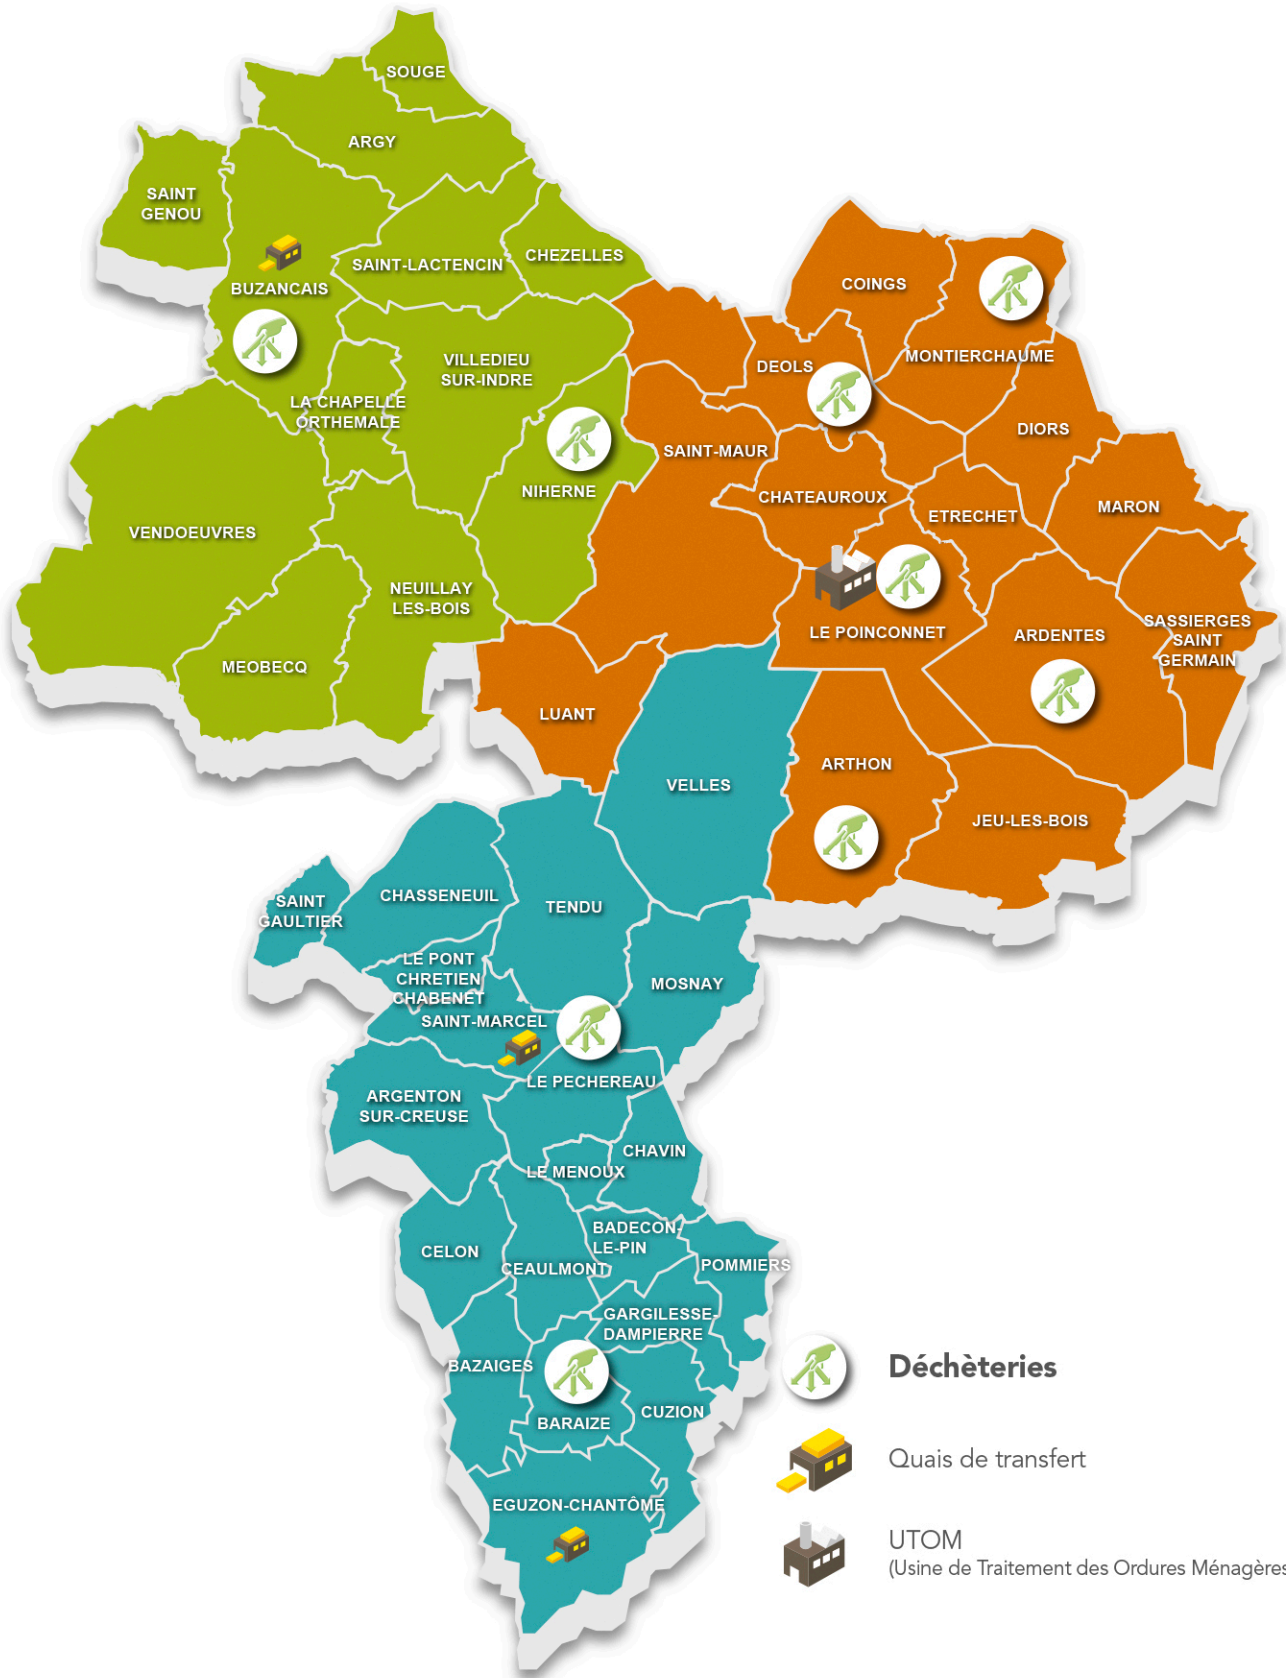 SOUGE
ARGY
SAINT
GENOU
SAINT-LACTENCIN
CHEZELLES
BUZANCAIS
COINGS
MONTIERCHAUME
VILLEDIEU
SUR-INDRE
DEOLS
LA CHAPELLE
ORTHEMALE
DIORS
SAINT-MAUR
NIHERNE
CHATEAUROUX
ETRECHET
MARON
VENDOEUVRES
NEUILLAY
LES-BOIS
LE POINCONNET
ARDENTES
SASSIERGES
SAINT
GERMAIN
MEOBECQ
LUANT
VELLES
ARTHON
JEU-LES-BOIS
SAINT
GAULTIER
CHASSENEUIL
TENDU
LE PONT
CHRETIEN
CHABENET
MOSNAY
SAINT-MARCEL
LE PECHEREAU
ARGENTON
SUR-CREUSE
CHAVIN
LE MENOUX
BADECON-
LE-PIN
CELON
CEAULMONT
POMMIERS
GARGILESSE-
DAMPIERRE
BAZAIGES
BARAIZE
CUZION
EGUZON-CHANTÔME
Déchèteries
Quais de transfert
UTOM
(Usine de Traitement des Ordures Ménagères